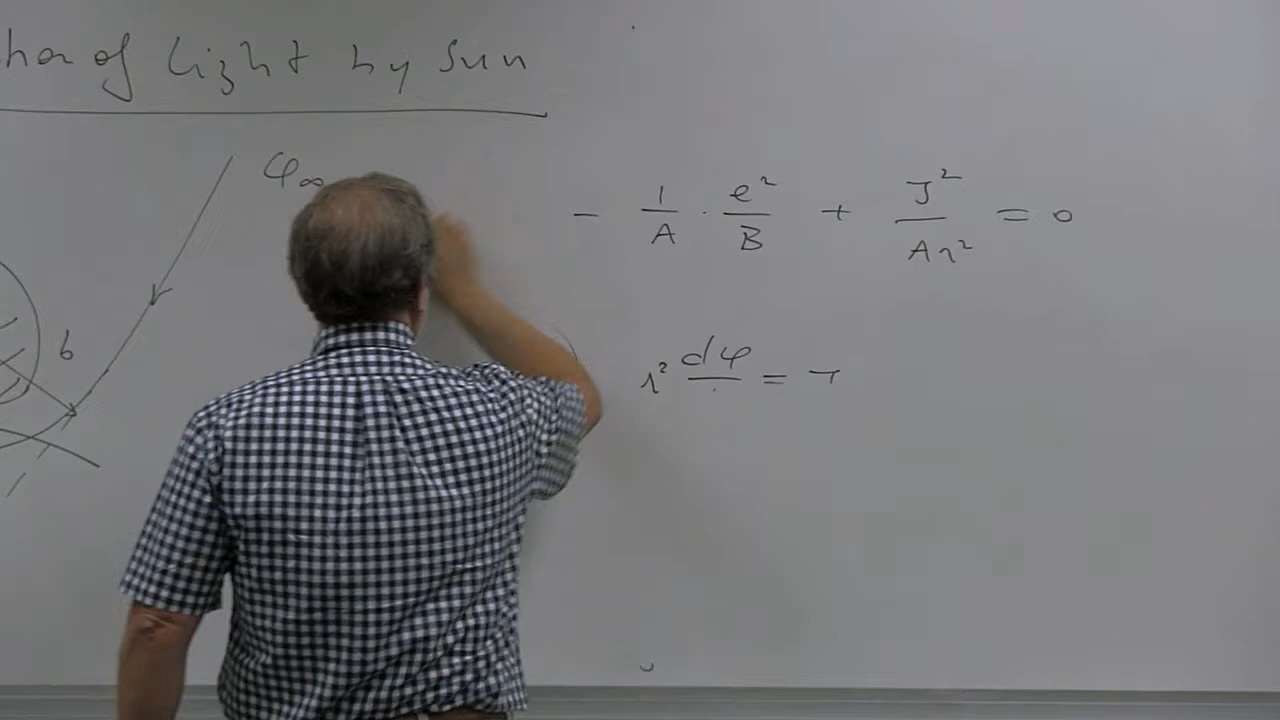 of light by Sun
φ∞
- 1/A · e²/B + J²/Ar² = 0
b
r² dφ/ =